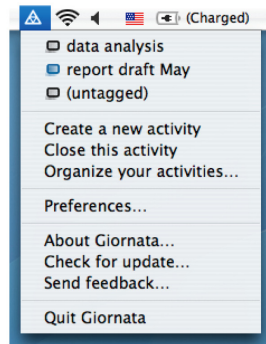 (Charged)
data analysis
report draft May
(untagged)
Create a new activity
Close this activity
Organize your activities...
Preferences...
About Giornata...
Check for update...
Send feedback...
Quit Giornata